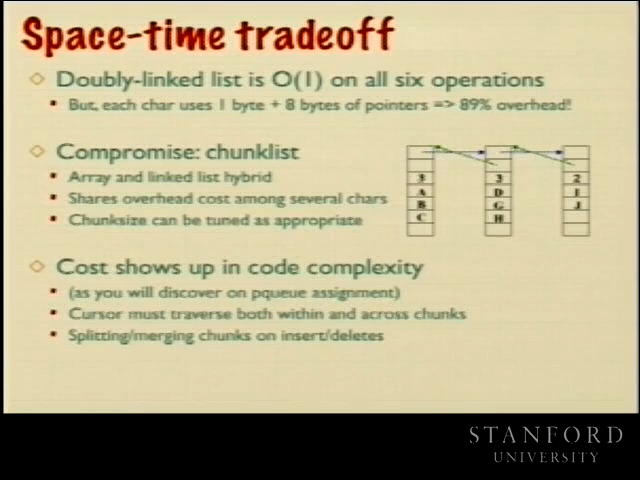 Space-time tradeoff
Doubly-linked list is O(1) on all six operations
But, each char uses 1 byte + 8 bytes of pointers => 89% overhead!
Compromise: chunklist
Array and linked list hybrid
Shares overhead cost among several chars
Chunksize can be tuned as appropriate
3 3 2
A D I
B G J
C H
Cost shows up in code complexity
(as you will discover on pqueue assignment)
Cursor must traverse both within and across chunks
Splitting/merging chunks on insert/deletes
STANFORD
UNIVERSITY